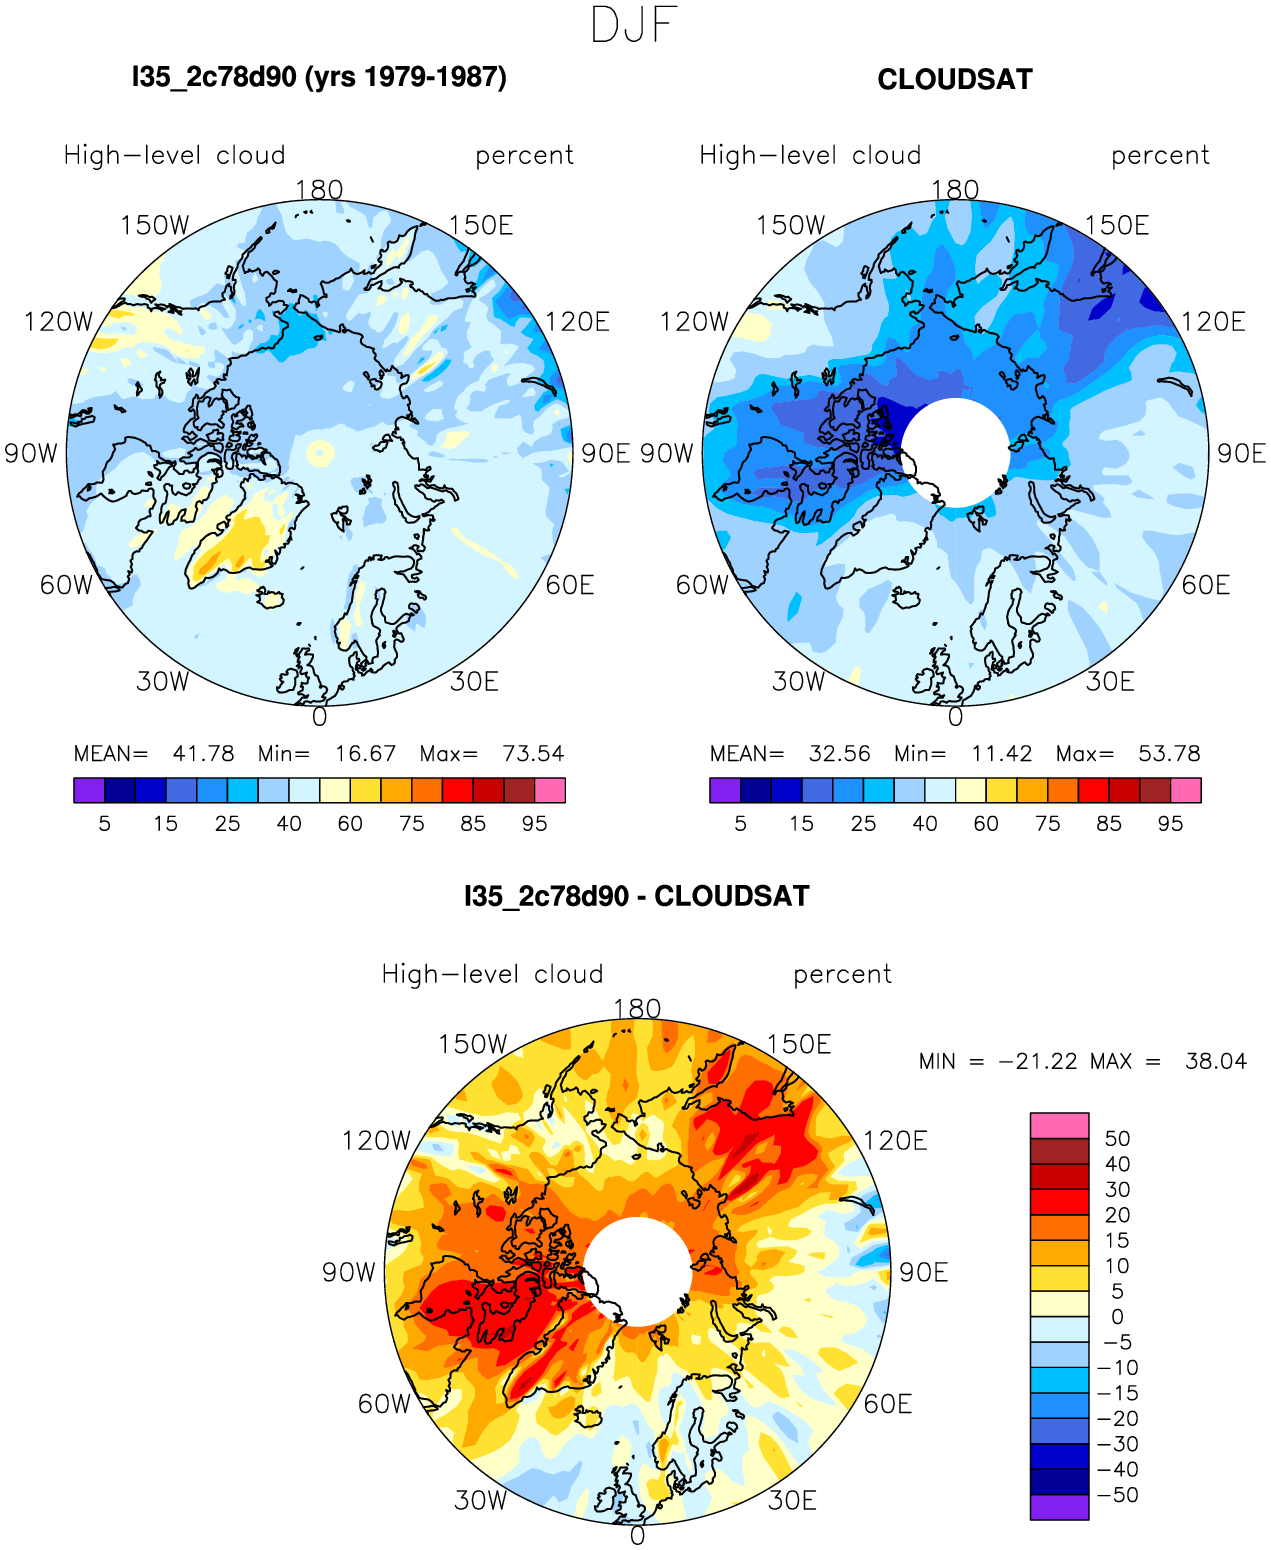 DJF
I35_2c78d90 (yrs 1979-1987)
CLOUDSAT
High-level cloud percent
High-level cloud percent
180
150W 150E
120W 120E
90W 90E
60W 60E
30W 30E
0
180
150W 150E
120W 120E
90W 90E
60W 60E
30W 30E
0
MEAN= 41.78 Min= 16.67 Max= 73.54
5 15 25 40 60 75 85 95
MEAN= 32.56 Min= 11.42 Max= 53.78
5 15 25 40 60 75 85 95
I35_2c78d90 - CLOUDSAT
High-level cloud percent
180
150W 150E
120W 120E
90W 90E
60W 60E
30W 30E
0
MIN = -21.22 MAX = 38.04
50
40
30
20
15
10
5
0
-5
-10
-15
-20
-30
-40
-50